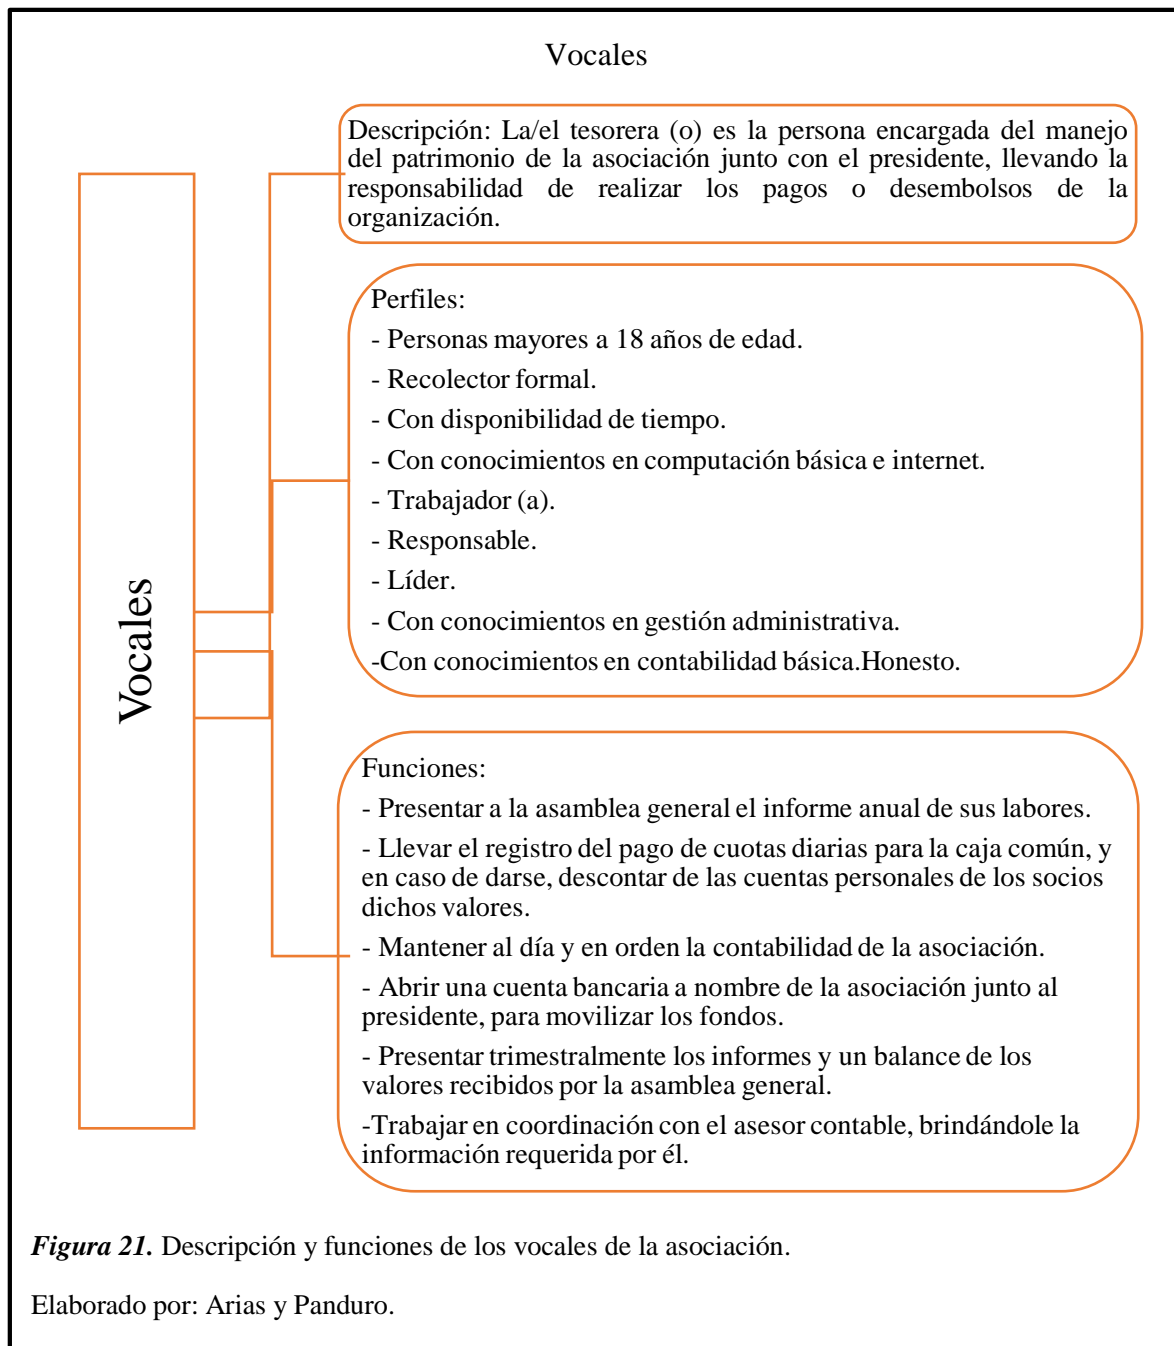 Vocales
Vocales
Descripción: La/el tesorera (o) es la persona encargada del manejo
del patrimonio de la asociación junto con el presidente, llevando la
responsabilidad de realizar los pagos o desembolsos de la
organización.
Perfiles:
- Personas mayores a 18 años de edad.
- Recolector formal.
- Con disponibilidad de tiempo.
- Con conocimientos en computación básica e internet.
- Trabajador (a).
- Responsable.
- Líder.
- Con conocimientos en gestión administrativa.
-Con conocimientos en contabilidad básica.Honesto.
Funciones:
- Presentar a la asamblea general el informe anual de sus labores.
- Llevar el registro del pago de cuotas diarias para la caja común, y
en caso de darse, descontar de las cuentas personales de los socios
dichos valores.
- Mantener al día y en orden la contabilidad de la asociación.
- Abrir una cuenta bancaria a nombre de la asociación junto al
presidente, para movilizar los fondos.
- Presentar trimestralmente los informes y un balance de los
valores recibidos por la asamblea general.
-Trabajar en coordinación con el asesor contable, brindándole la
información requerida por él.
Figura 21. Descripción y funciones de los vocales de la asociación.
Elaborado por: Arias y Panduro.